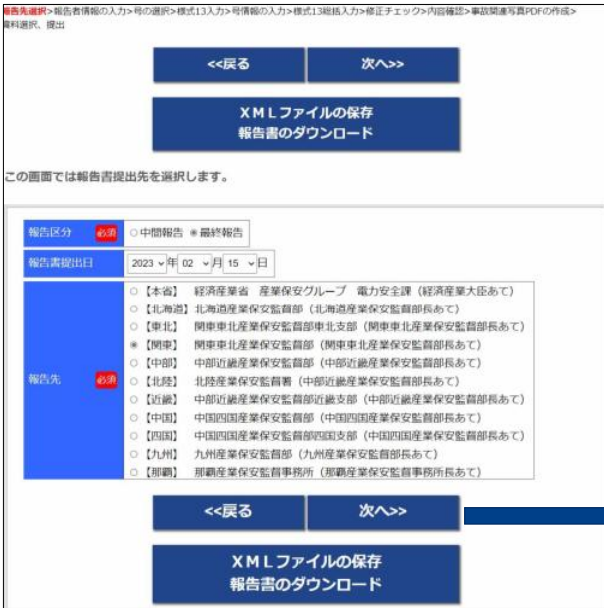 報告先選択>報告者情報の入力>号の選択>様式13入力>号情報の入力>様式13総括入力>修正チェック>内容確認>事故関連写真PDFの作成>
資料選択、提出
<<戻る 次へ>>
XMLファイルの保存
報告書のダウンロード
この画面では報告書提出先を選択します。
報告区分 必須 ○中間報告 ◉最終報告
報告書提出日 2023年02月15日
報告先 必須
○【本省】 経済産業省 産業保安グループ 電力安全課（経済産業大臣あて）
○【北海道】北海道産業保安監督部（北海道産業保安監督部長あて）
○【東北】 関東東北産業保安監督部東北支部（関東東北産業保安監督部長あて）
◉【関東】 関東東北産業保安監督部（関東東北産業保安監督部長あて）
○【中部】 中部近畿産業保安監督部（中部近畿産業保安監督部長あて）
○【北陸】 北陸産業保安監督署（中部近畿産業保安監督部長あて）
○【近畿】 中部近畿産業保安監督部近畿支部（中部近畿産業保安監督部長あて）
○【中国】 中国四国産業保安監督部（中国四国産業保安監督部長あて）
○【四国】 中国四国産業保安監督部四国支部（中国四国産業保安監督部長あて）
○【九州】 九州産業保安監督部（九州産業保安監督部長あて）
○【那覇】 那覇産業保安監督事務所（那覇産業保安監督事務所長あて）
<<戻る 次へ>>
XMLファイルの保存
報告書のダウンロード